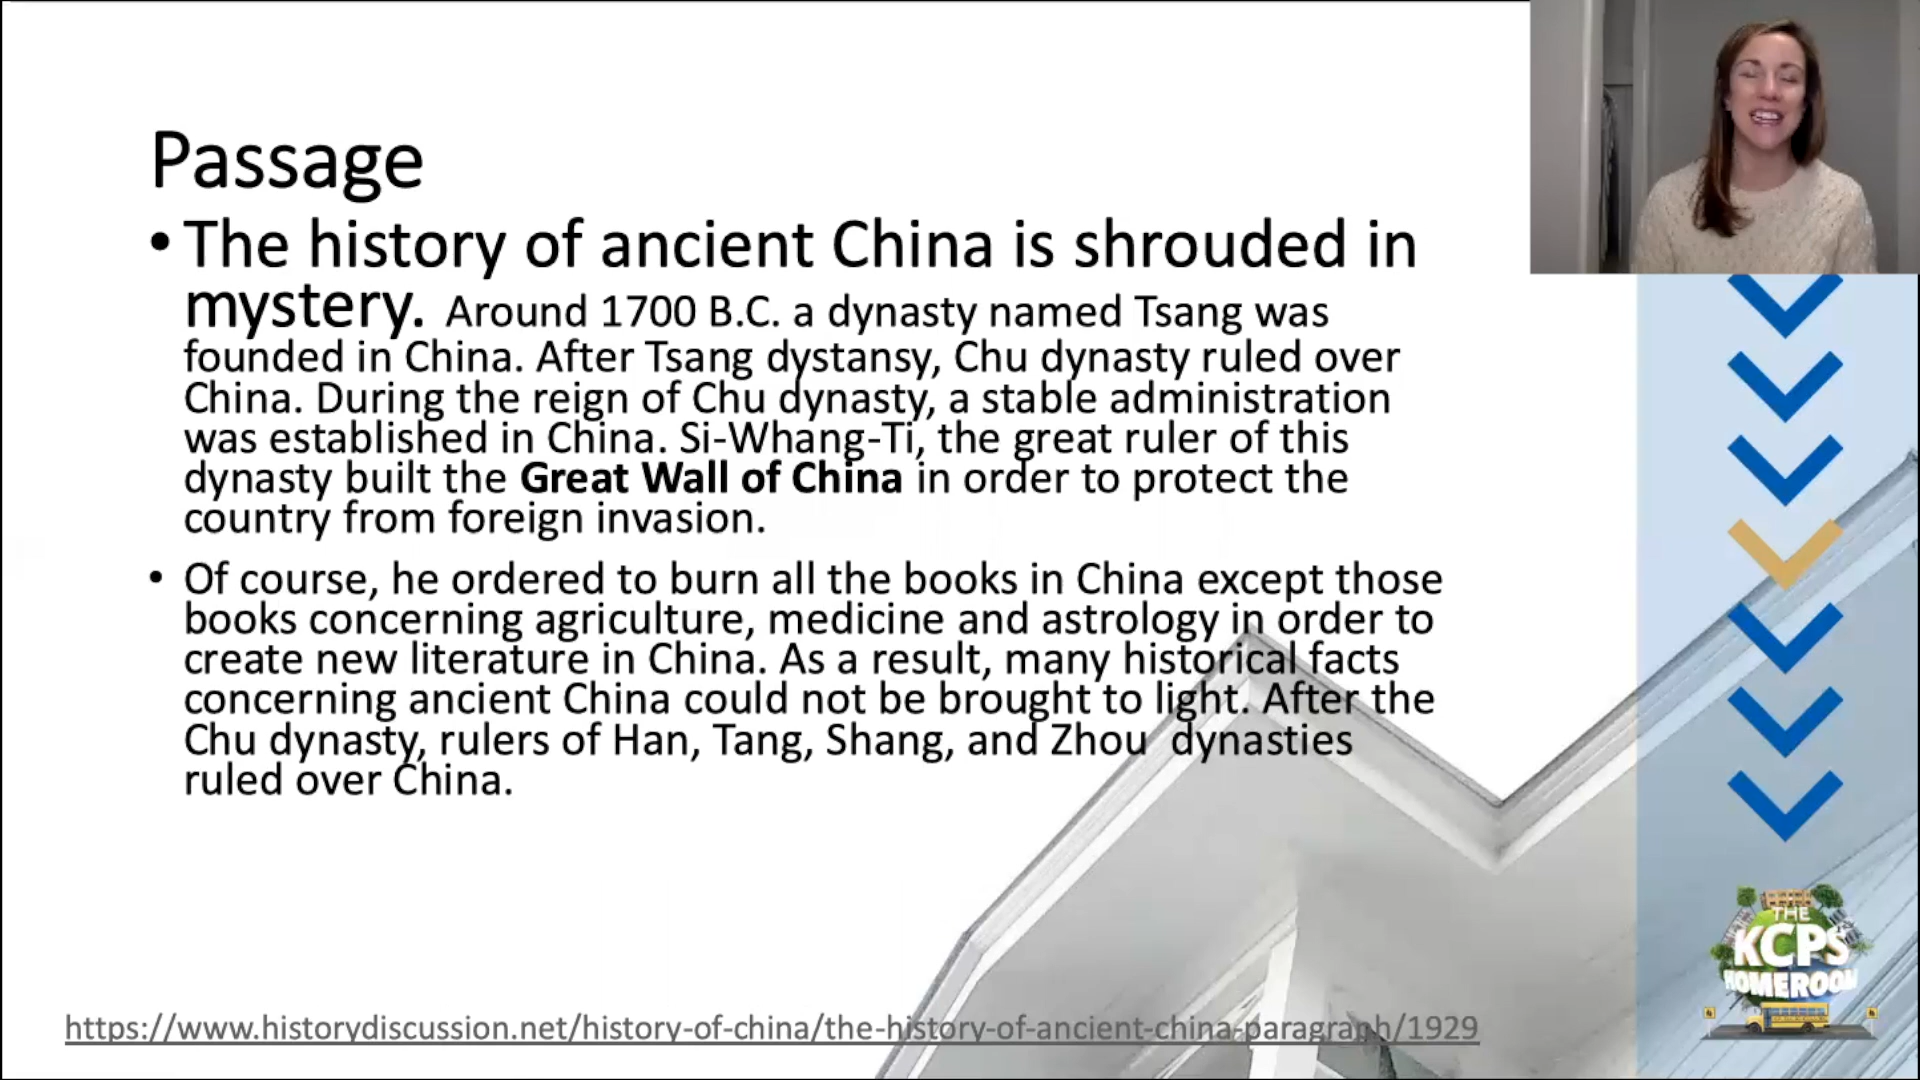 Passage
• The history of ancient China is shrouded in
mystery. Around 1700 B.C. a dynasty named Tsang was
founded in China. After Tsang dystansy, Chu dynasty ruled over
China. During the reign of Chu dynasty, a stable administration
was established in China. Si-Whang-Ti, the great ruler of this
dynasty built the Great Wall of China in order to protect the
country from foreign invasion.
• Of course, he ordered to burn all the books in China except those
books concerning agriculture, medicine and astrology in order to
create new literature in China. As a result, many historical facts
concerning ancient China could not be brought to light. After the
Chu dynasty, rulers of Han, Tang, Shang, and Zhou dynasties
ruled over China.
THE
KCPS
HOMEROOM
https://www.historydiscussion.net/history-of-china/the-history-of-ancient-china-paragraph/1929